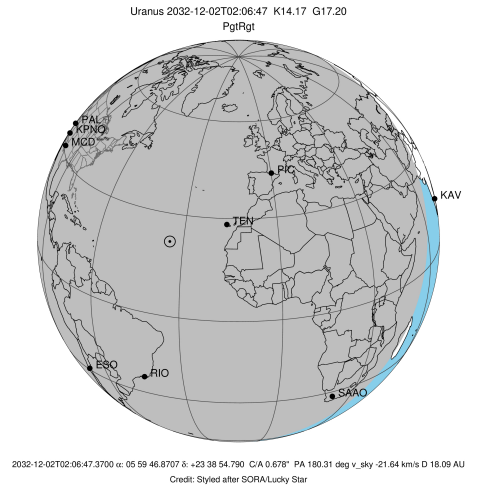 Uranus 2032-12-02T02:06:47 K14.17 G17.20
PgtRgt
PAL
KPNO
MCD
PIC
KAV
TEN
ESO
RIO
SAAO
2032-12-02T02:06:47.3700 α: 05 59 46.8707 δ: +23 38 54.790 C/A 0.678" PA 180.31 deg v_sky -21.64 km/s D 18.09 AU
Credit: Styled after SORA/Lucky Star